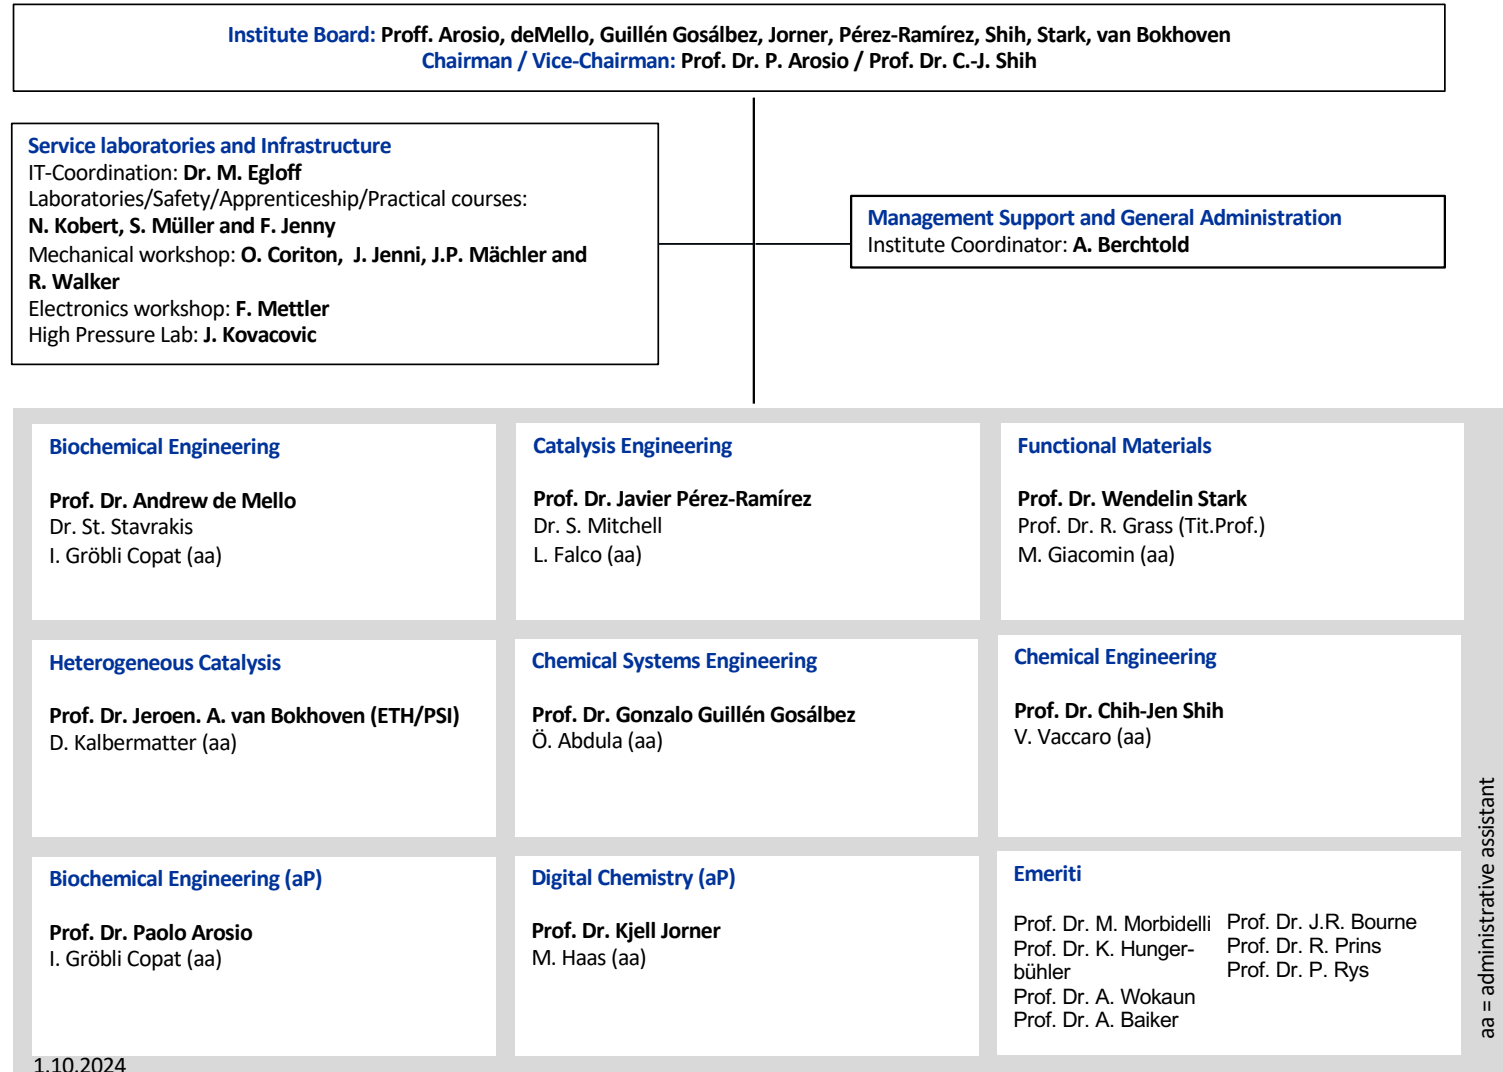 Institute Board: Proff. Arosio, deMello, Guillén Gosálbez, Jorner, Pérez-Ramírez, Shih, Stark, van Bokhoven
Chairman / Vice-Chairman: Prof. Dr. P. Arosio / Prof. Dr. C.-J. Shih
Service laboratories and Infrastructure
IT-Coordination: Dr. M. Egloff
Laboratories/Safety/Apprenticeship/Practical courses:
N. Kobert, S. Müller and F. Jenny
Mechanical workshop: O. Coriton, J. Jenni, J.P. Mächler and
R. Walker
Electronics workshop: F. Mettler
High Pressure Lab: J. Kovacovic
Management Support and General Administration
Institute Coordinator: A. Berchtold
Biochemical Engineering
Prof. Dr. Andrew de Mello
Dr. St. Stavrakis
I. Gröbli Copat (aa)
Catalysis Engineering
Prof. Dr. Javier Pérez-Ramírez
Dr. S. Mitchell
L. Falco (aa)
Functional Materials
Prof. Dr. Wendelin Stark
Prof. Dr. R. Grass (Tit.Prof.)
M. Giacomin (aa)
Heterogeneous Catalysis
Prof. Dr. Jeroen. A. van Bokhoven (ETH/PSI)
D. Kalbermatter (aa)
Chemical Systems Engineering
Prof. Dr. Gonzalo Guillén Gosálbez
Ö. Abdula (aa)
Chemical Engineering
Prof. Dr. Chih-Jen Shih
V. Vaccaro (aa)
Biochemical Engineering (aP)
Prof. Dr. Paolo Arosio
I. Gröbli Copat (aa)
Digital Chemistry (aP)
Prof. Dr. Kjell Jorner
M. Haas (aa)
Emeriti
Prof. Dr. M. Morbidelli
Prof. Dr. K. Hunger-
bühler
Prof. Dr. A. Wokaun
Prof. Dr. A. Baiker
Prof. Dr. J.R. Bourne
Prof. Dr. R. Prins
Prof. Dr. P. Rys
aa = administrative assistant
1.10.2024